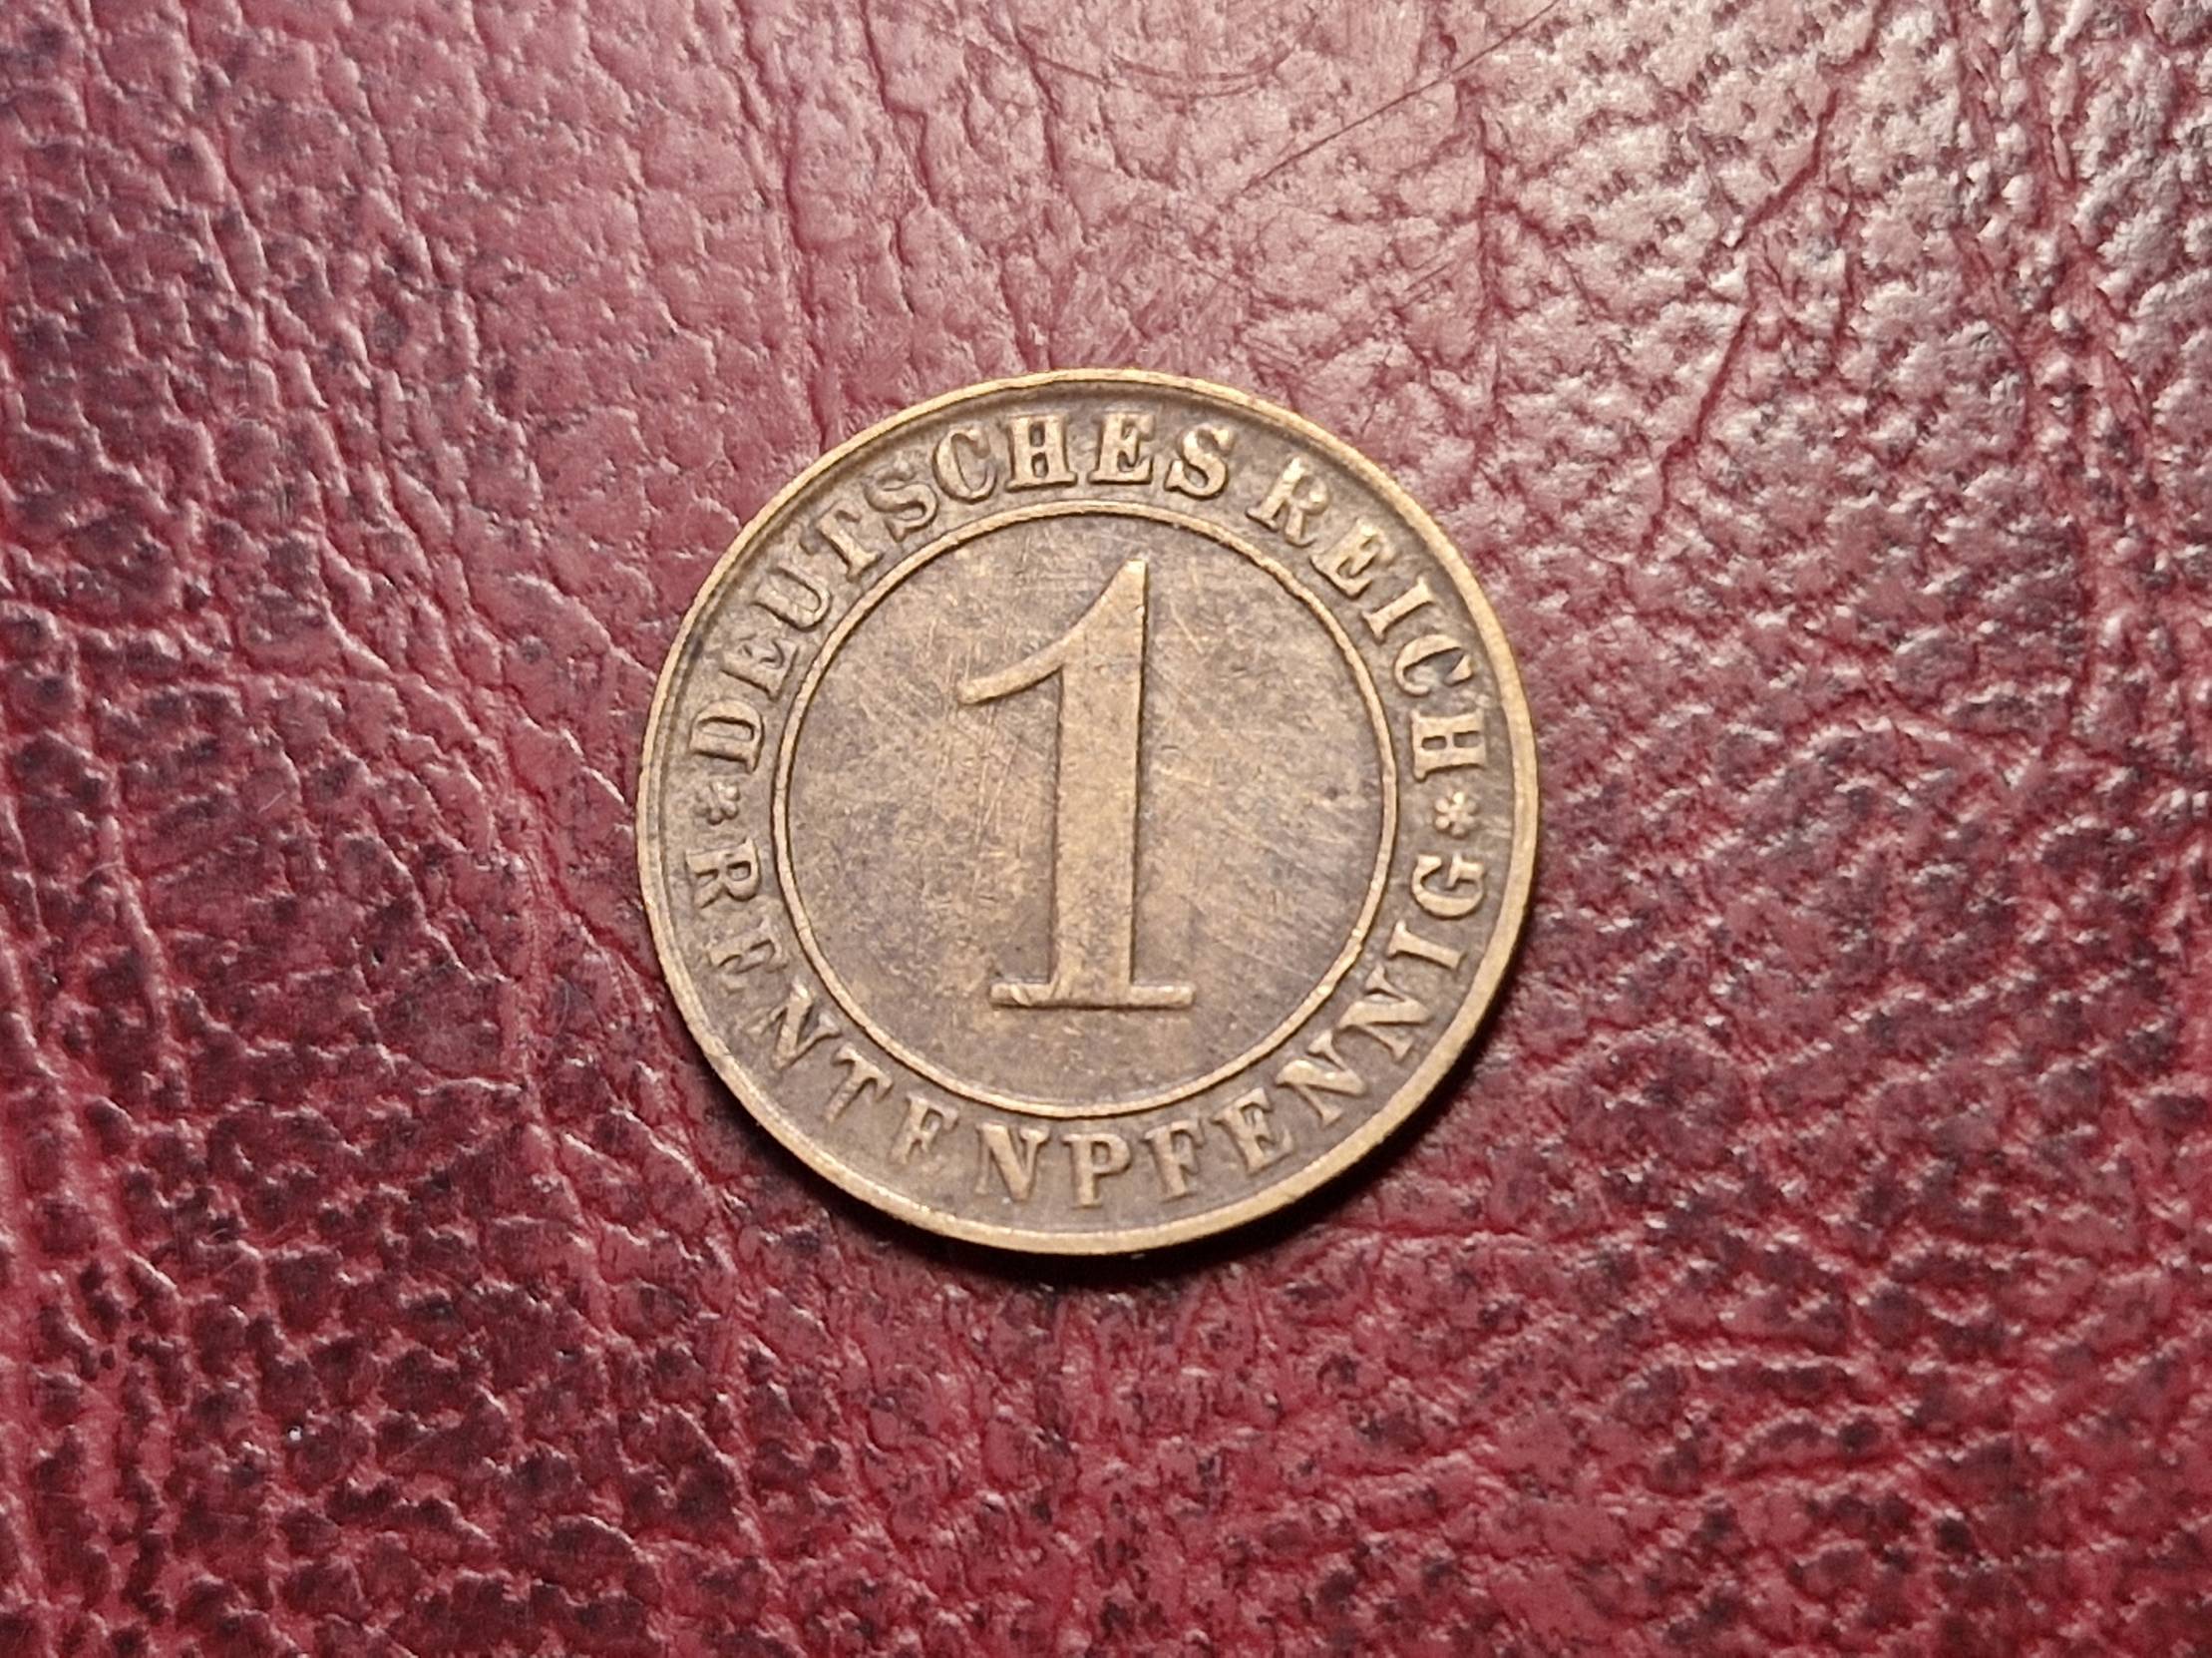 DEUTSCHES REICH
1
RENTENPFENNIG